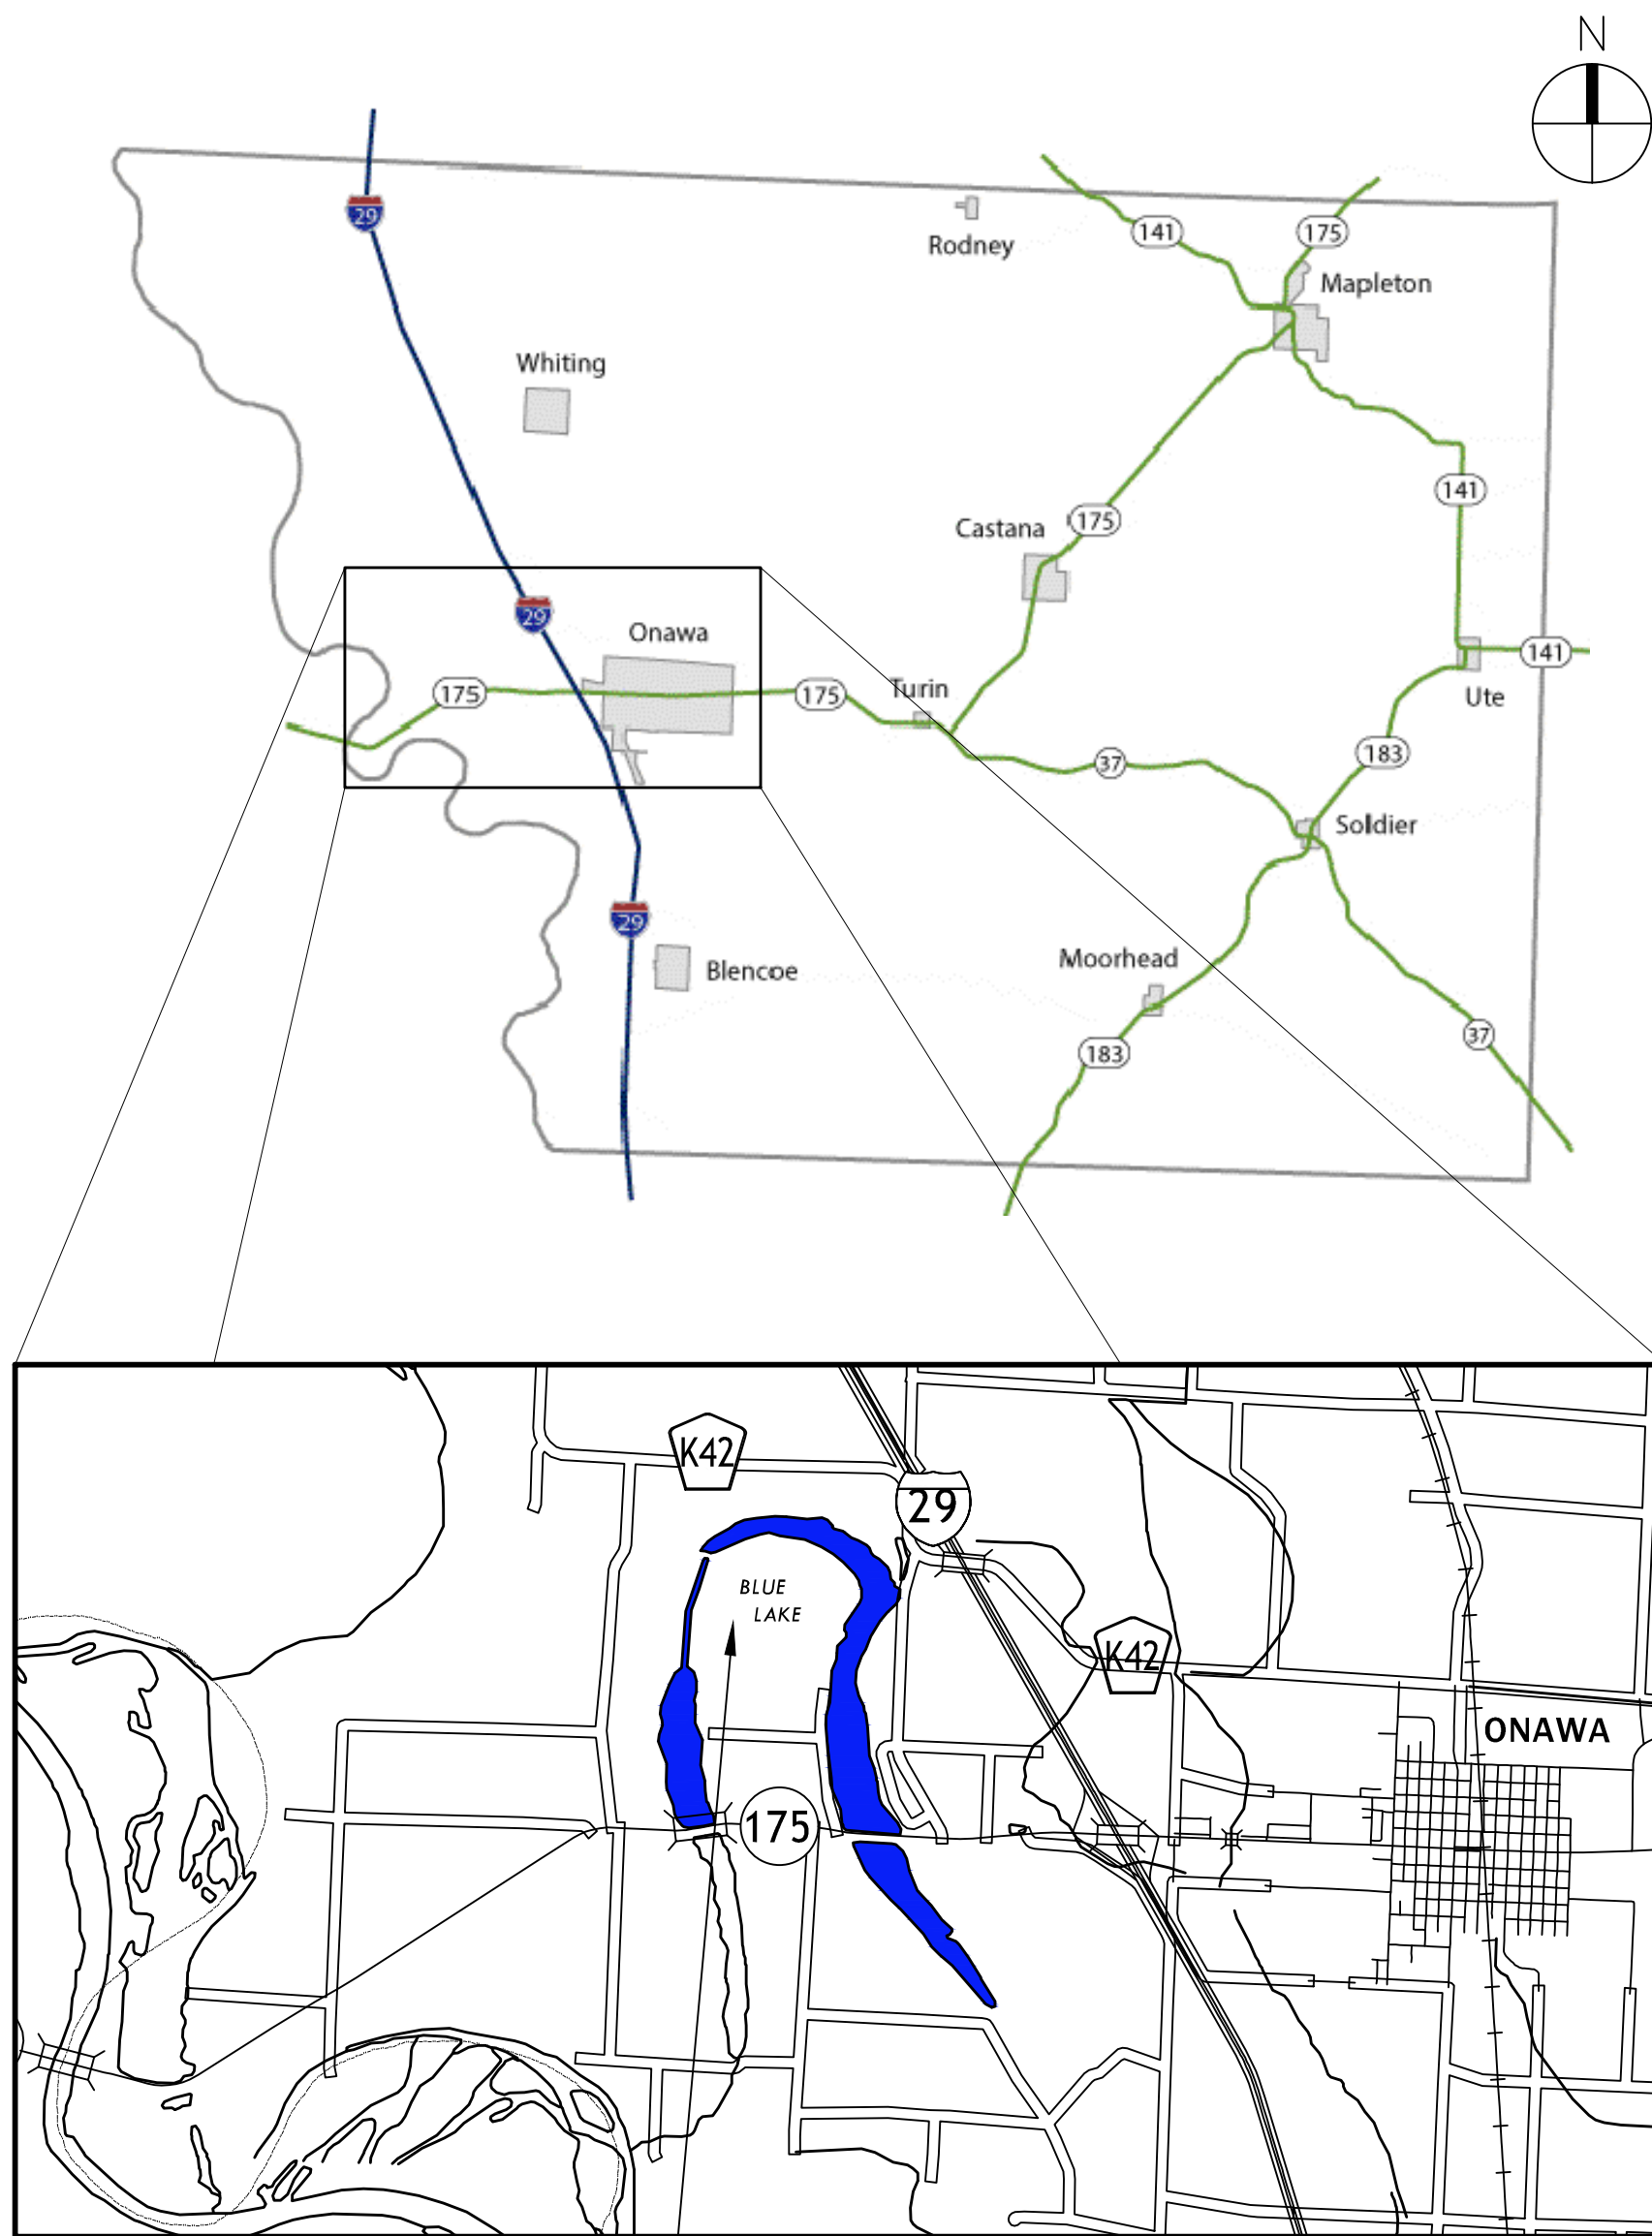 N
29
Rodney
141
175
Mapleton
Whiting
141
Castana
175
29
Onawa
175
175
Turin
141
Ute
37
183
Soldier
29
Blencoe
Moorhead
183
37
K42
29
BLUE
LAKE
K42
ONAWA
175